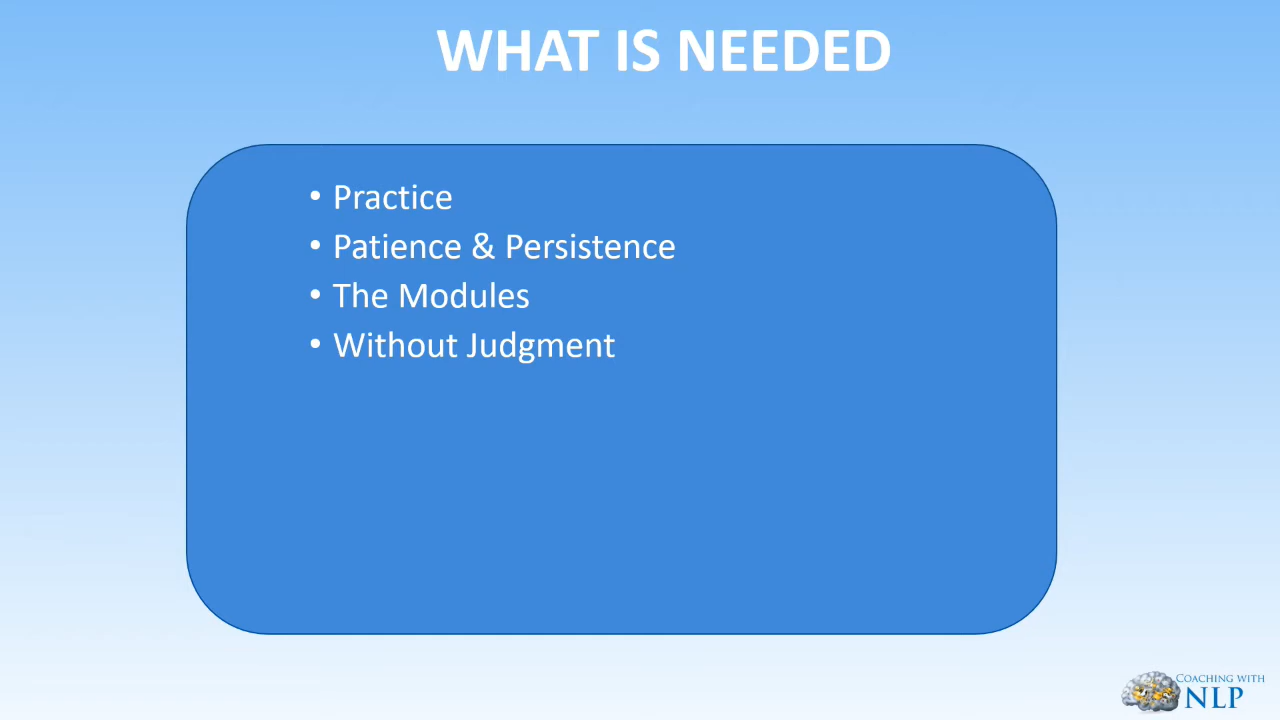 WHAT IS NEEDED
• Practice
• Patience & Persistence
• The Modules
• Without Judgment
COACHING WITH
NLP